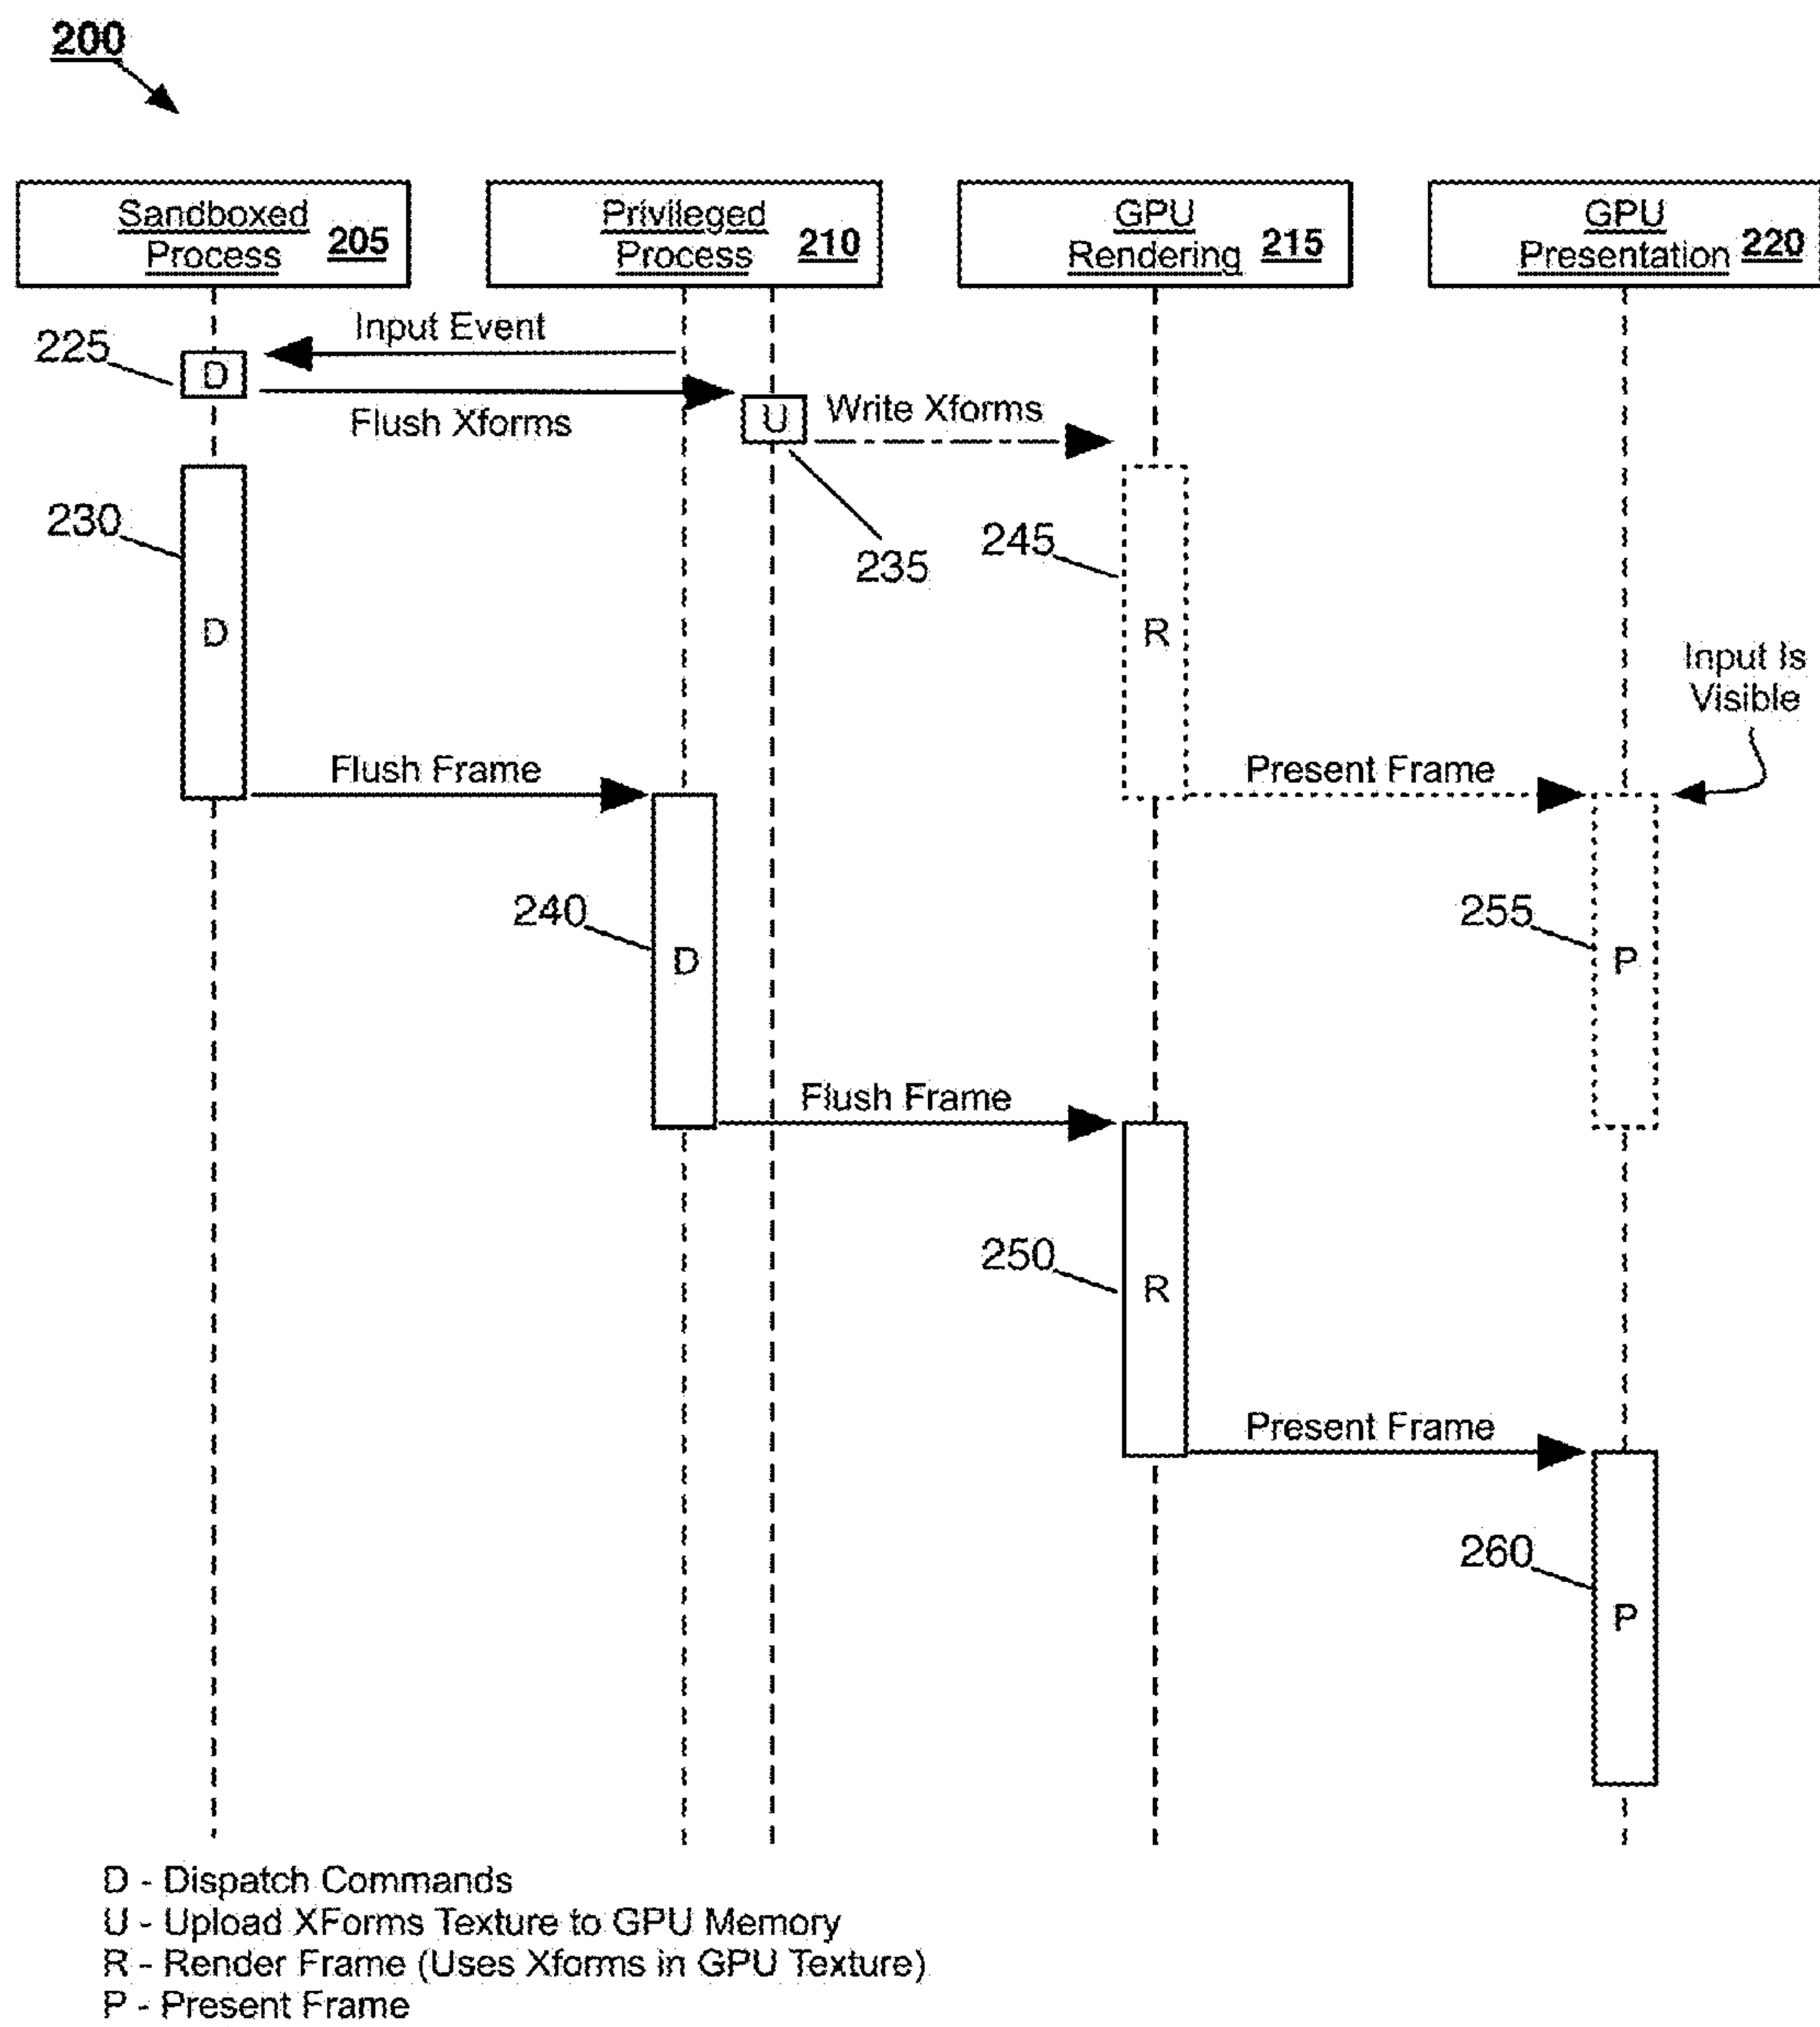 200
Sandboxed
Process 205
Privileged
Process 210
GPU
Rendering 215
GPU
Presentation 220
Input Event
225
D
Flush Xforms
U
Write Xforms
230
235
245
D
R
Input Is
Visible
Flush Frame
Present Frame
240
D
255
P
Flush Frame
250
R
Present Frame
260
P
D - Dispatch Commands
U - Upload XForms Texture to GPU Memory
R - Render Frame (Uses Xforms in GPU Texture)
P - Present Frame